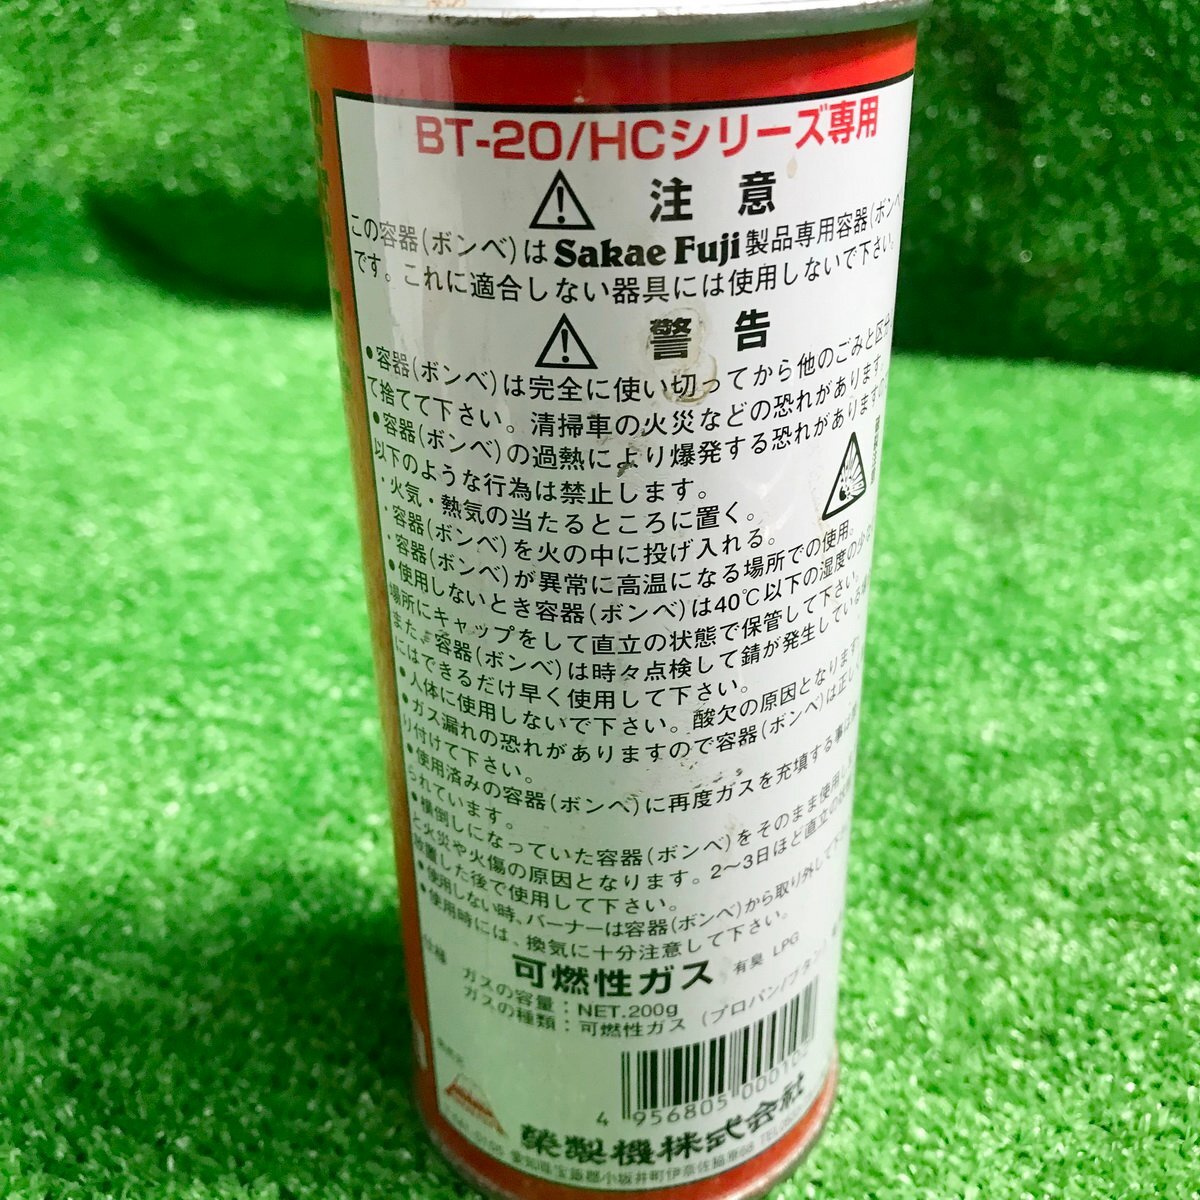 BT-20/HCシリーズ専用
注意
この容器(ボンベ)はSakae Fuji製品専用容器(ボンベ
です。これに適合しない器具には使用しないで下さい。
警告
●容器(ボンベ)は完全に使い切ってから他のごみと区分
て捨てて下さい。清掃車の火災などの恐れがあります。
●容器(ボンベ)の過熱により爆発する恐れがあります
以下のような行為は禁止します。
・火気・熱気の当たるところに置く。
・容器(ボンベ)を火の中に投げ入れる。
・容器(ボンベ)が異常に高温になる場所での使用。
●使用しないとき容器(ボンベ)は40℃以下の湿度の少
場所にキャップをして直立の状態で保管して下さい。
また、容器(ボンベ)は時々点検して錆が発生している
にはできるだけ早く使用して下さい。
●人体に使用しないで下さい。酸欠の原因となります
●ガス漏れの恐れがありますので容器(ボンベ)は正し
り付けて下さい。
●使用済みの容器(ボンベ)に再度ガスを充填する事は
られています。
●横倒しになっていた容器(ボンベ)をそのまま使用
と火災や火傷の原因となります。2〜3日ほど直立の
放置した後で使用して下さい。
●使用しない時、バーナーは容器(ボンベ)から取り外して下
●使用時には、換気に十分注意して下さい。
可燃性ガス 有臭 LPG
ガスの容量：NET.200g
ガスの種類：可燃性ガス (プロパン/ブタン)
4 956805 00010
榮製機株式会社
愛知県宝飯郡小坂井町伊奈佐脇原68 TEL